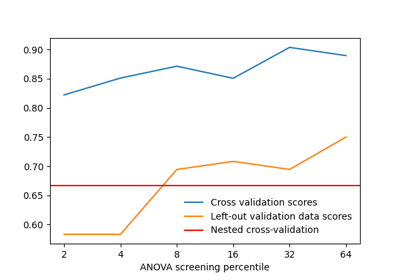 0.90
0.85
0.80
0.75
0.70
0.65
0.60
Cross validation scores
Left-out validation data scores
Nested cross-validation
2 4 8 16 32 64
ANOVA screening percentile